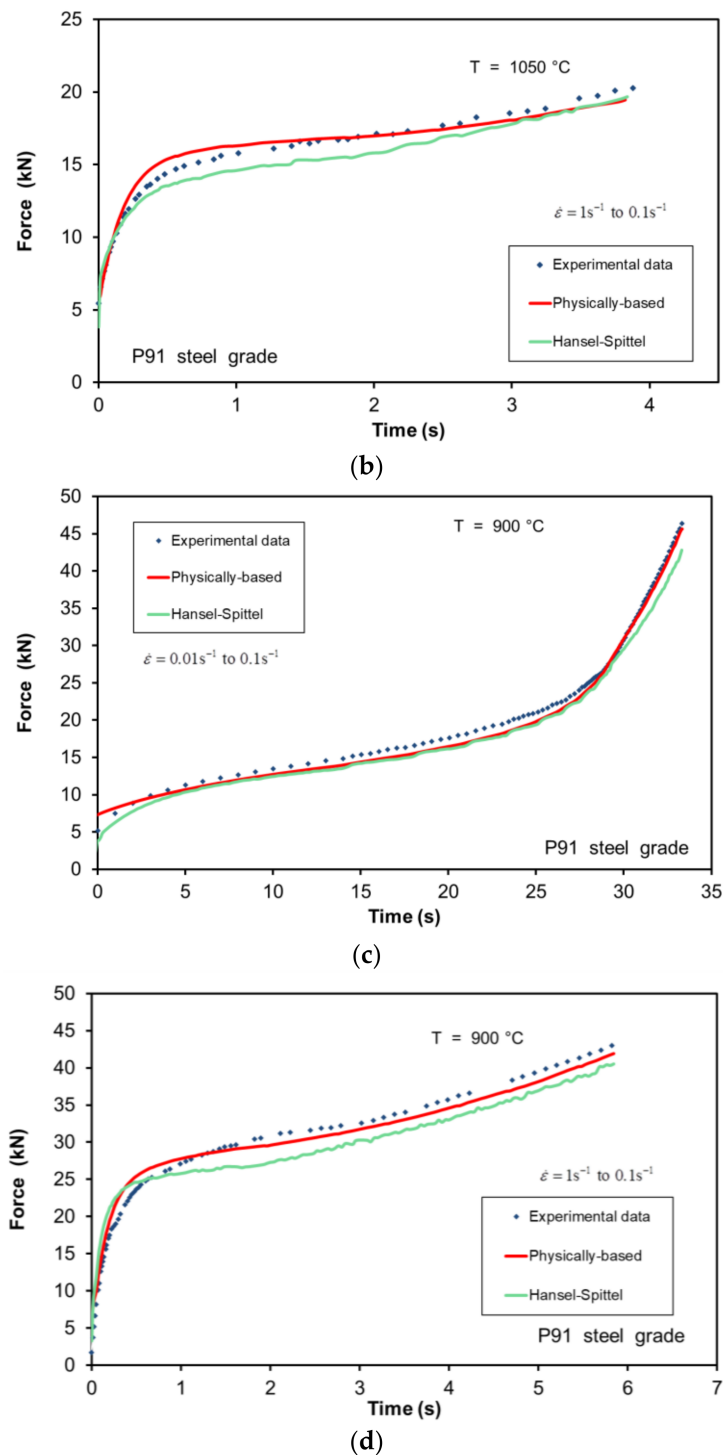 25
20
15
10
5
0
Force (kN)
T = 1050 °C
ε̇ = 1s⁻¹ to 0.1s⁻¹
Experimental data
Physically-based
Hansel-Spittel
P91 steel grade
0 1 2 3 4
Time (s)
(b)
50
45
40
35
30
25
20
15
10
5
0
Force (kN)
T = 900 °C
Experimental data
Physically-based
Hansel-Spittel
ε̇ = 0.01s⁻¹ to 0.1s⁻¹
P91 steel grade
0 5 10 15 20 25 30 35
Time (s)
(c)
50
45
40
35
30
25
20
15
10
5
0
Force (kN)
T = 900 °C
ε̇ = 1s⁻¹ to 0.1s⁻¹
Experimental data
Physically-based
Hansel-Spittel
P91 steel grade
0 1 2 3 4 5 6 7
Time (s)
(d)